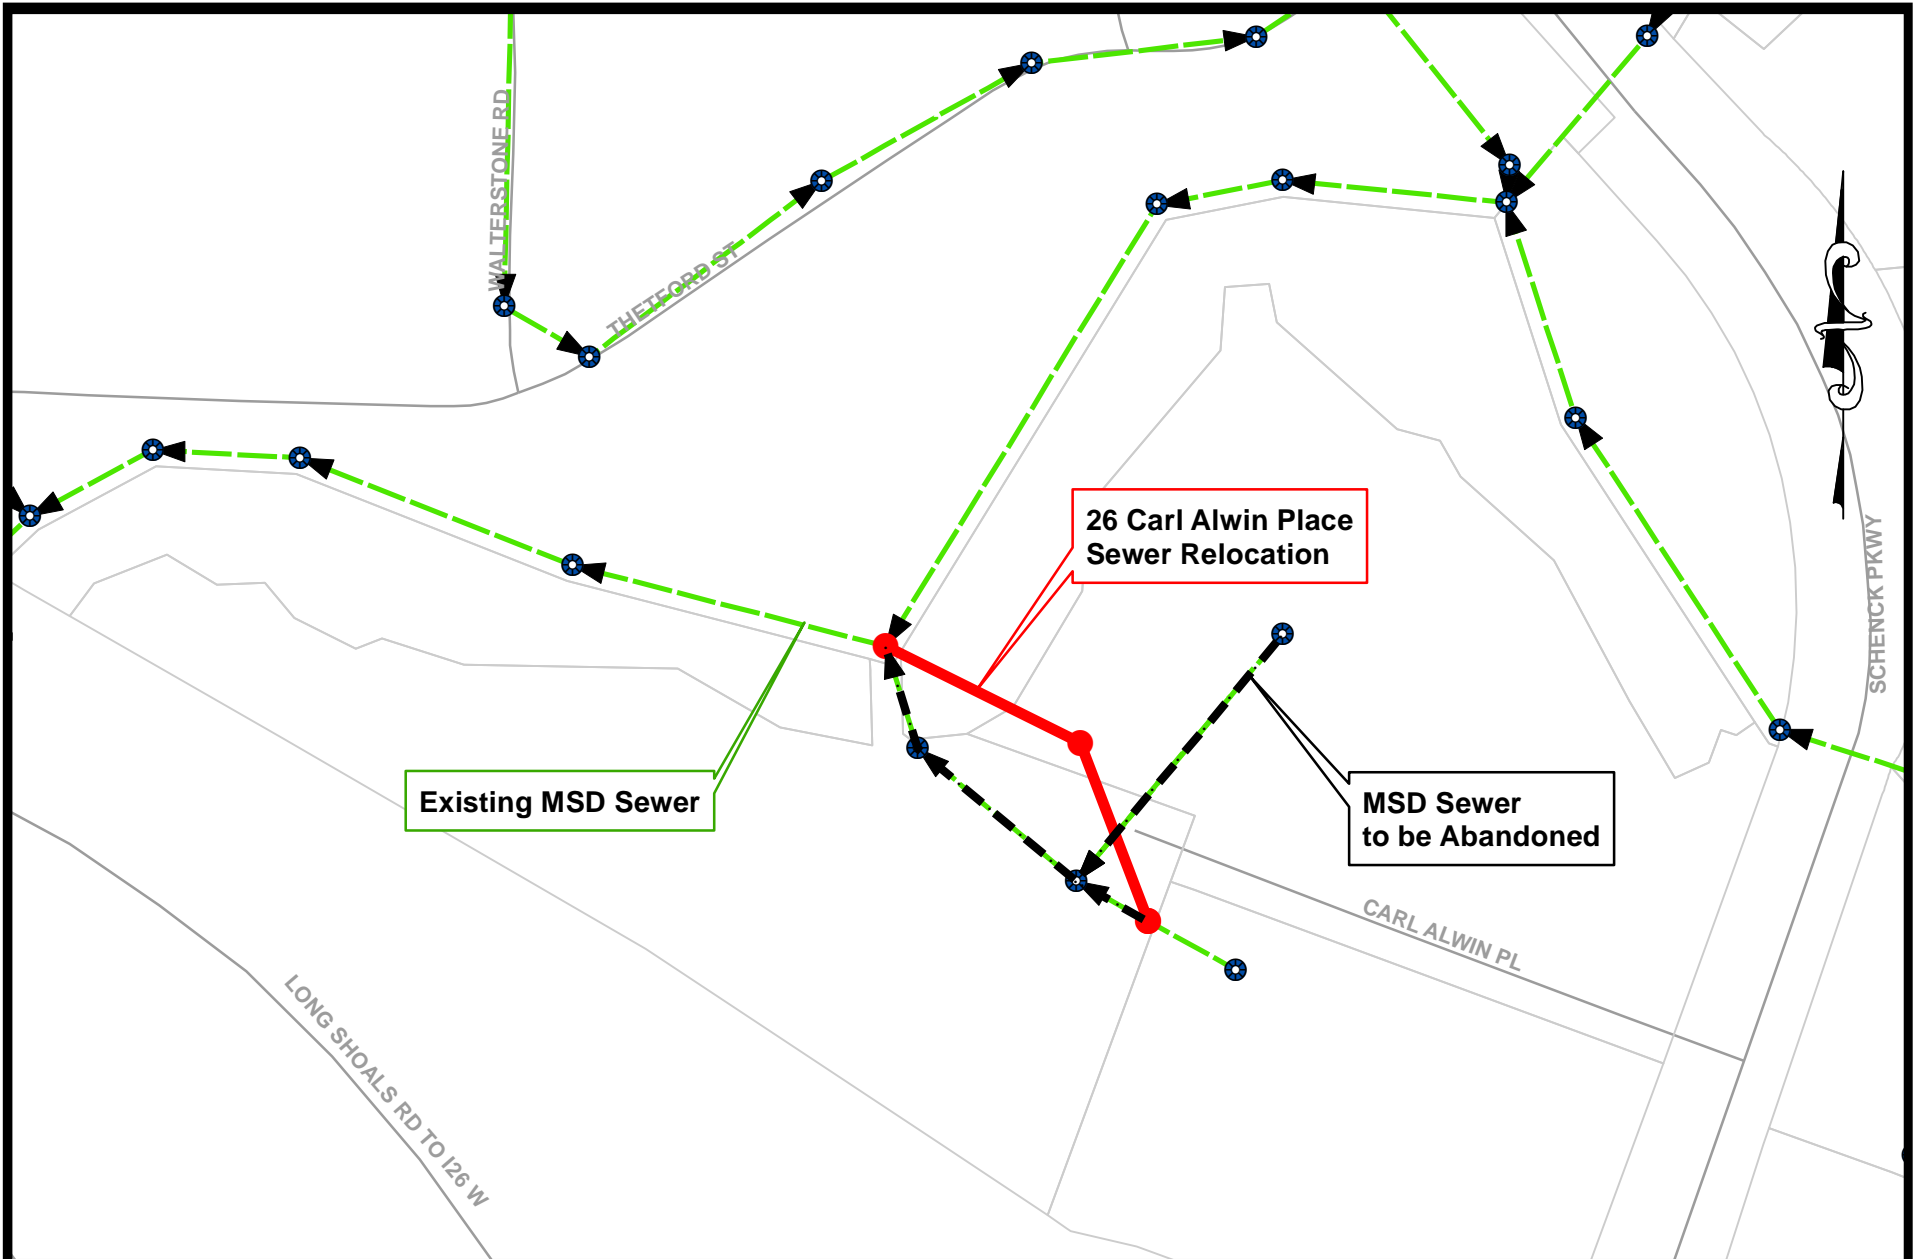 WALTERSTONE RD
THETFORD ST
26 Carl Alwin Place
Sewer Relocation
SCHENCK PKWY
Existing MSD Sewer
MSD Sewer
to be Abandoned
CARL ALWIN PL
LONG SHOALS RD TO I26 W